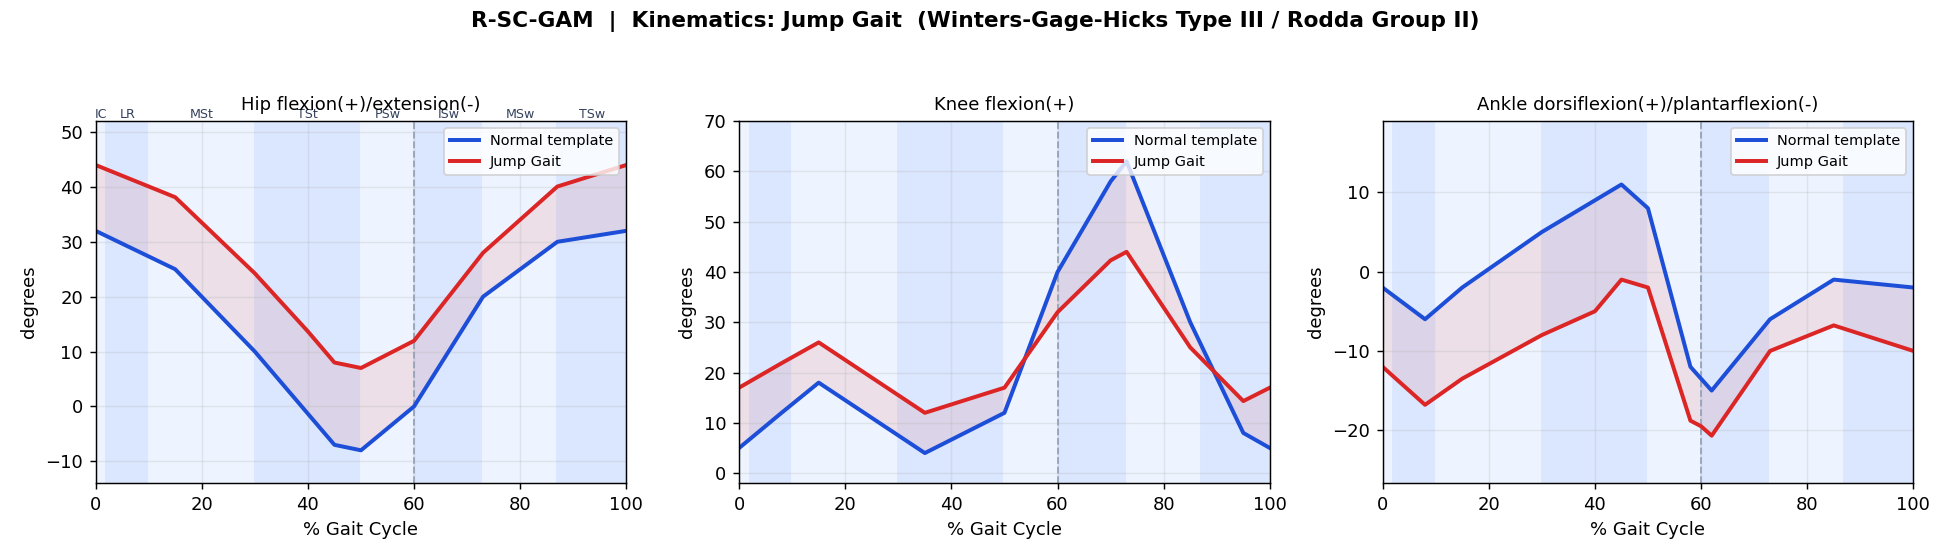 R-SC-GAM | Kinematics: Jump Gait (Winters-Gage-Hicks Type III / Rodda Group II)
Hip flexion(+)/extension(-)
IC LR MSt TSt PSw ISw MSw TSw
Normal template
Jump Gait
50
40
30
20
10
0
−10
degrees
0 20 40 60 80 100
% Gait Cycle
Knee flexion(+)
Normal template
Jump Gait
70
60
50
40
30
20
10
0
degrees
0 20 40 60 80 100
% Gait Cycle
Ankle dorsiflexion(+)/plantarflexion(-)
Normal template
Jump Gait
10
0
−10
−20
degrees
0 20 40 60 80 100
% Gait Cycle